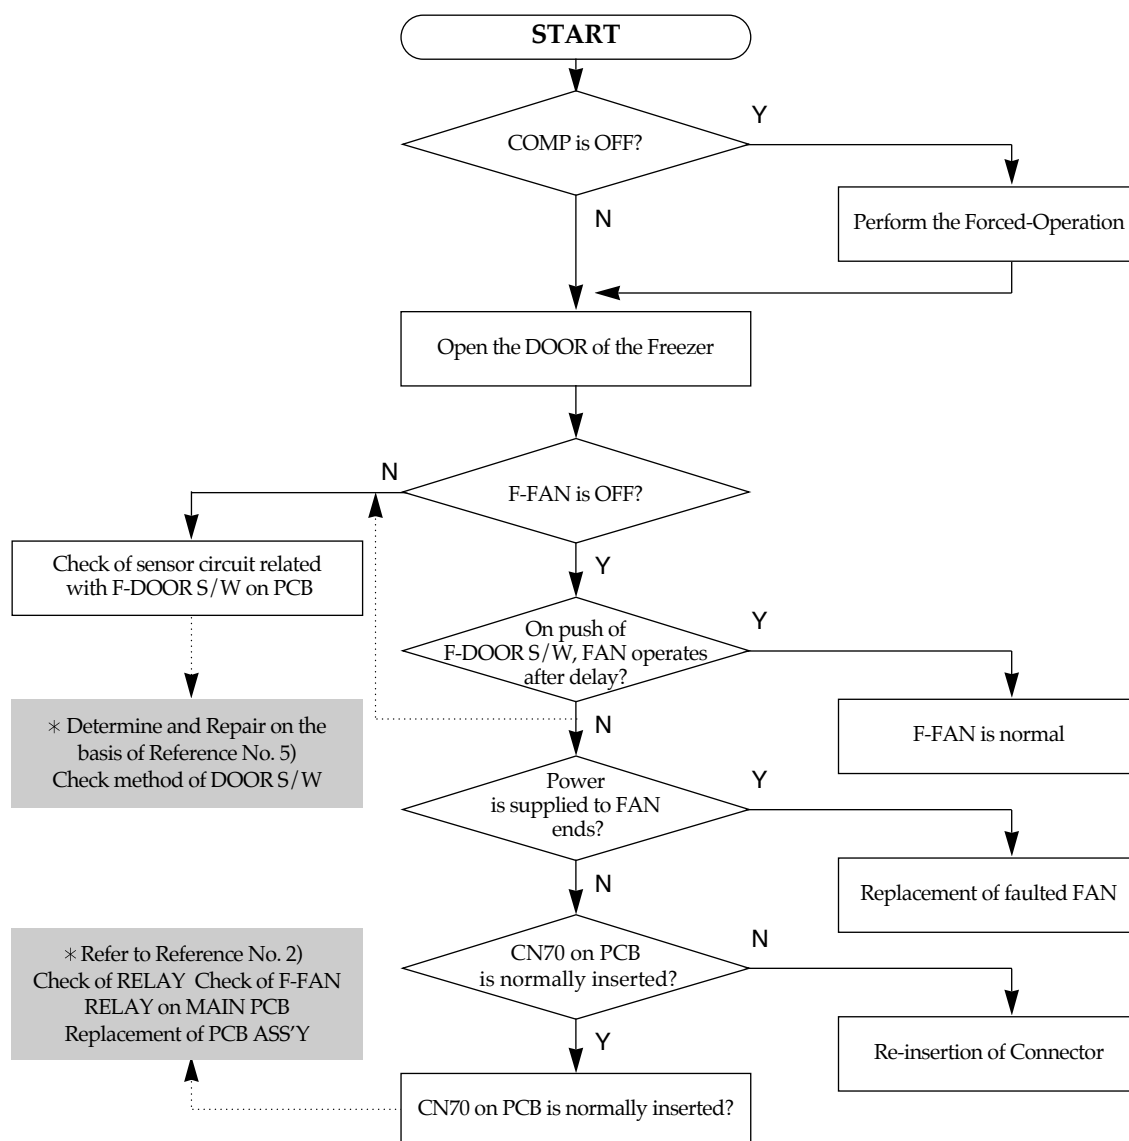 START
COMP is OFF?
Y
N
Perform the Forced-Operation
Open the DOOR of the Freezer
N
F-FAN is OFF?
Y
Check of sensor circuit related
with F-DOOR S/W on PCB
On push of
F-DOOR S/W, FAN operates
after delay?
Y
N
* Determine and Repair on the
basis of Reference No. 5)
Check method of DOOR S/W
F-FAN is normal
Power
is supplied to FAN
ends?
Y
N
Replacement of faulted FAN
* Refer to Reference No. 2)
Check of RELAY Check of F-FAN
RELAY on MAIN PCB
Replacement of PCB ASS'Y
CN70 on PCB
is normally inserted?
N
Y
Re-insertion of Connector
CN70 on PCB is normally inserted?